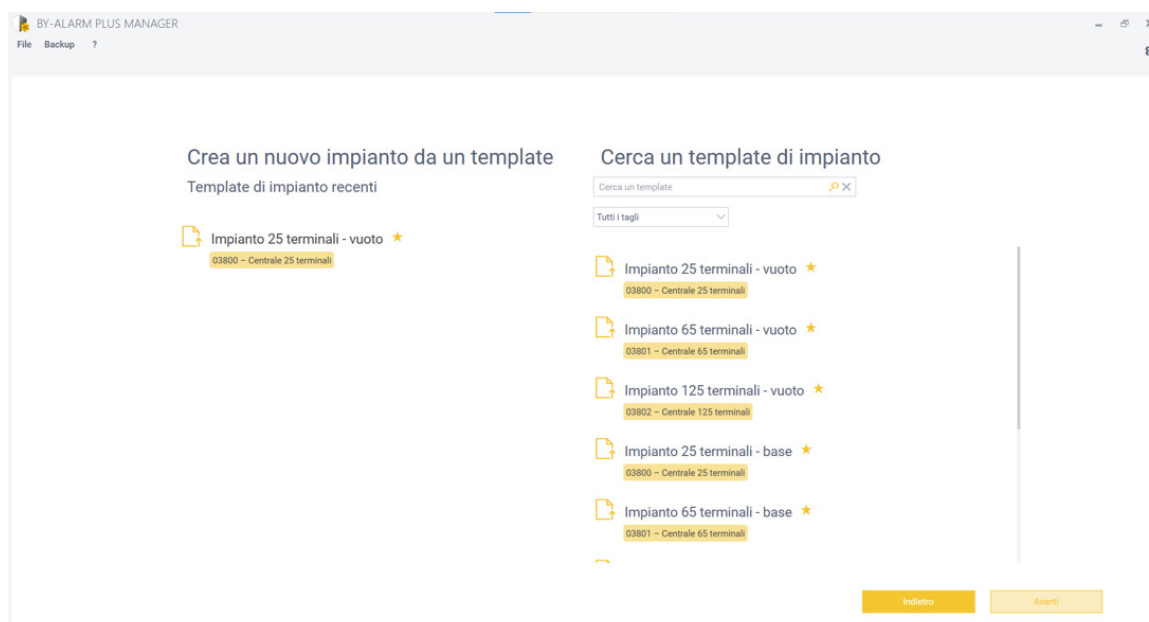 BY-ALARM PLUS MANAGER
File Backup ?
Crea un nuovo impianto da un template
Template di impianto recenti
Impianto 25 terminali - vuoto
03800 – Centrale 25 terminali
Cerca un template di impianto
Cerca un template
Tutti i tagli
Impianto 25 terminali - vuoto
03800 – Centrale 25 terminali
Impianto 65 terminali - vuoto
03801 – Centrale 65 terminali
Impianto 125 terminali - vuoto
03802 – Centrale 125 terminali
Impianto 25 terminali - base
03800 – Centrale 25 terminali
Impianto 65 terminali - base
03801 – Centrale 65 terminali
Indietro
Avanti